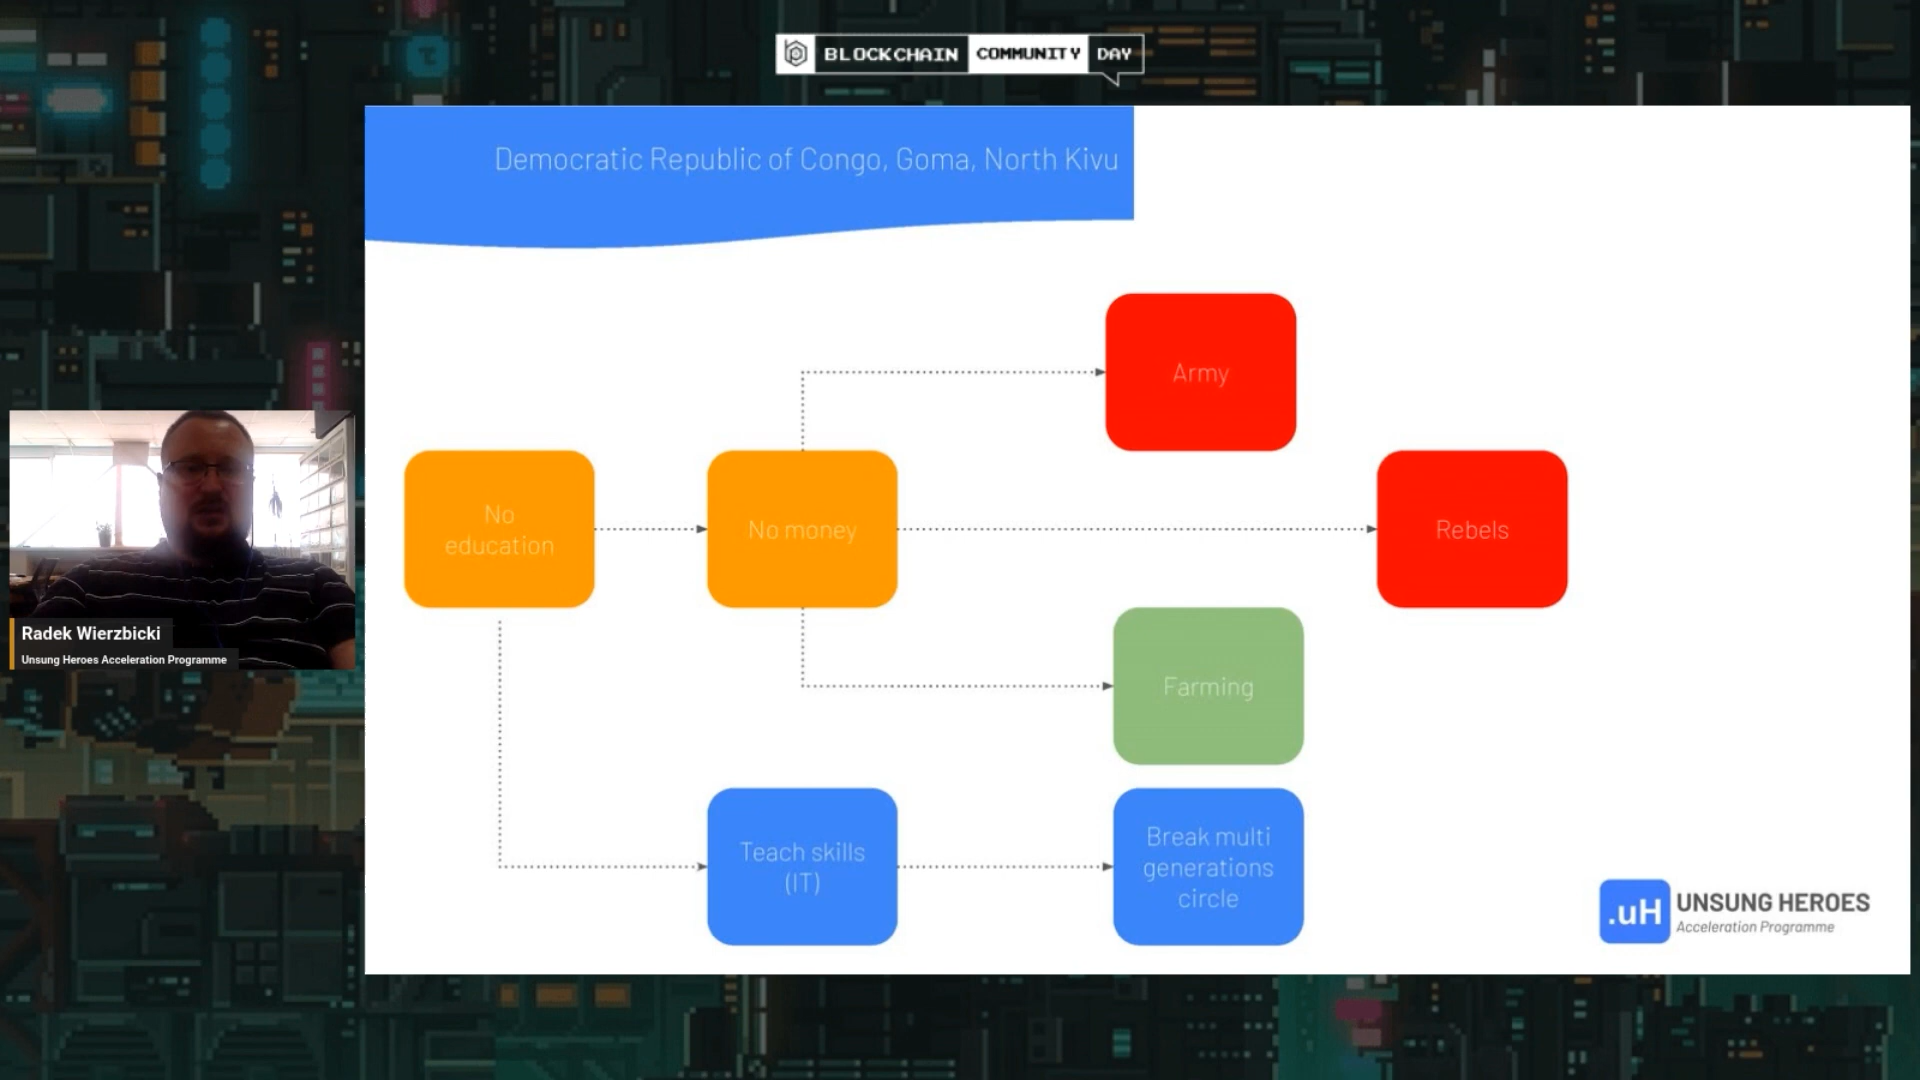 BLOCKCHAIN COMMUNITY DAY
Democratic Republic of Congo, Goma, North Kivu
Army
No
education
No money
Rebels
Radek Wierzbicki
Unsung Heroes Acceleration Programme
Farming
Teach skills
(IT)
Break multi
generations
circle
.uH UNSUNG HEROES
Acceleration Programme